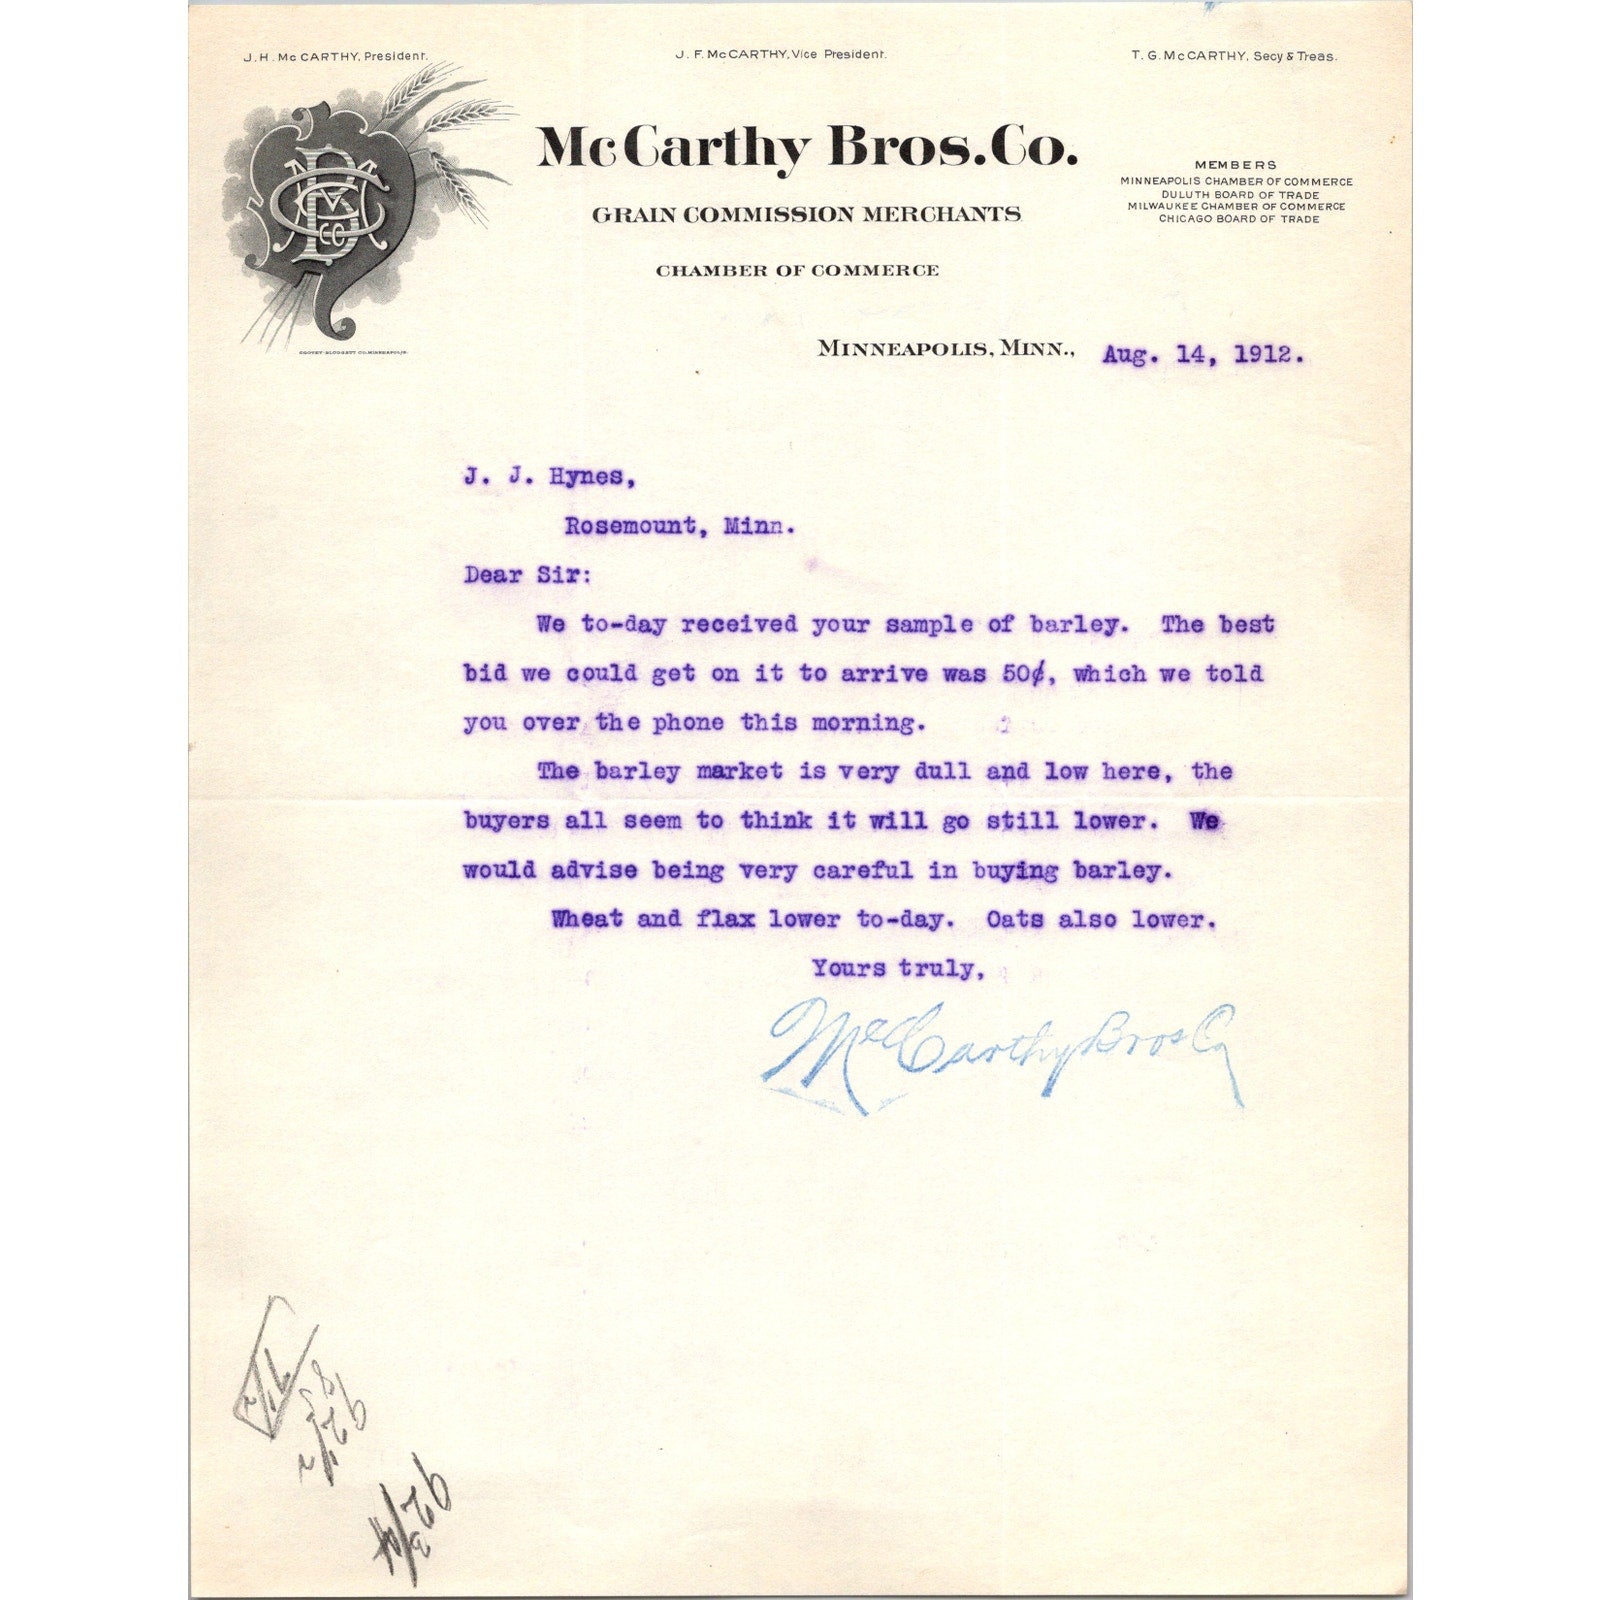 J. H. McCARTHY, President.
J. F. McCARTHY, Vice President.
T. G. McCARTHY, Secy & Treas.
McCarthy Bros. Co.
GRAIN COMMISSION MERCHANTS
CHAMBER OF COMMERCE
MEMBERS
MINNEAPOLIS CHAMBER OF COMMERCE
DULUTH BOARD OF TRADE
MILWAUKEE CHAMBER OF COMMERCE
CHICAGO BOARD OF TRADE
MINNEAPOLIS, MINN., Aug. 14, 1912.
J. J. Hynes,
Rosemount, Minn.
Dear Sir:
We to-day received your sample of barley. The best
bid we could get on it to arrive was 50¢, which we told
you over the phone this morning.
The barley market is very dull and low here, the
buyers all seem to think it will go still lower. We
would advise being very careful in buying barley.
Wheat and flax lower to-day. Oats also lower.
Yours truly,
McCarthy Bros Co
92 1/2
92 3/4